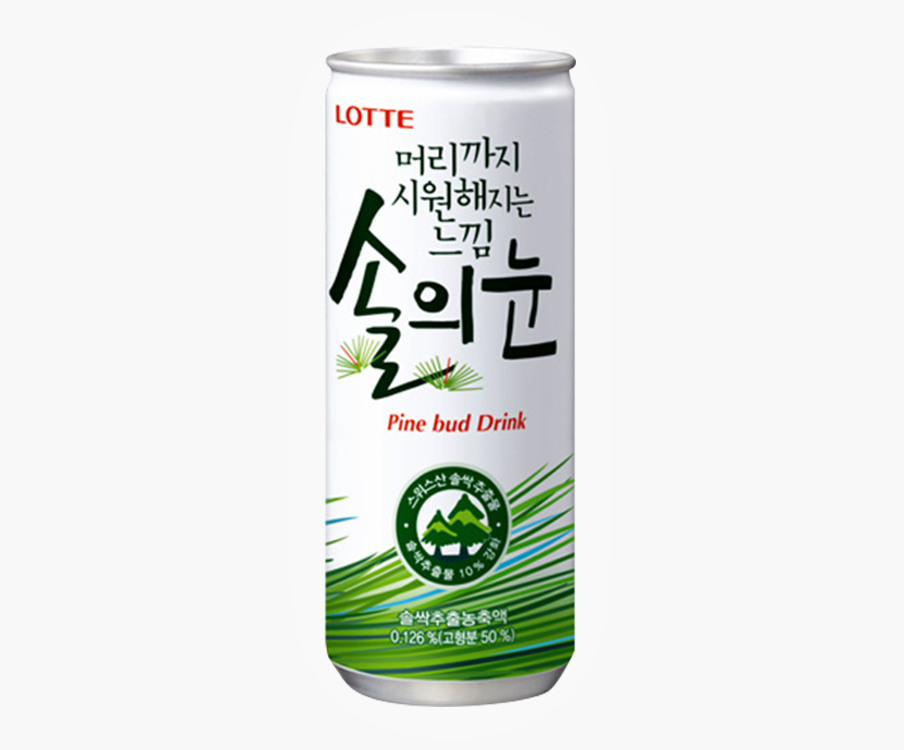 LOTTE
머리까지
시원해지는
느낌
솔의눈
Pine bud Drink
스위스산 솔싹추출물
솔싹추출물 10% 강화
솔싹추출농축액
0.126%(고형분 50%)